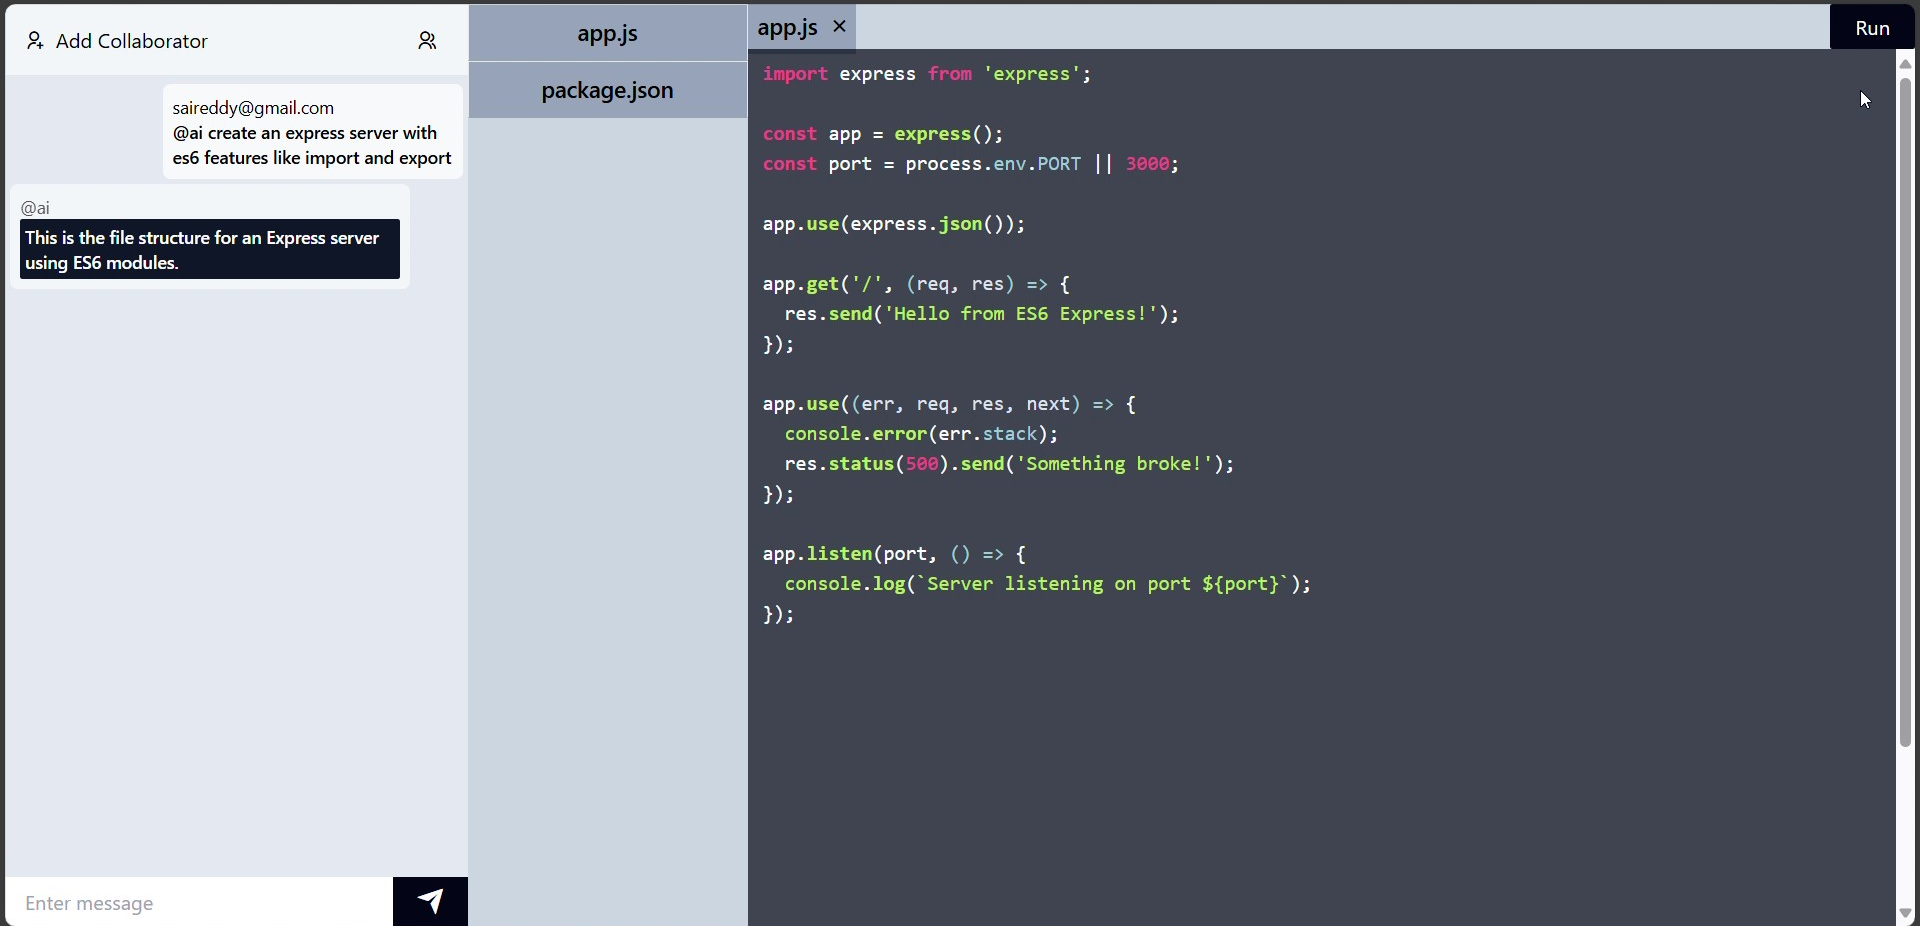 Add Collaborator
saireddy@gmail.com
@ai create an express server with
es6 features like import and export
@ai
This is the file structure for an Express server
using ES6 modules.
Enter message
app.js
package.json
app.js ×
Run
import express from 'express';
const app = express();
const port = process.env.PORT || 3000;
app.use(express.json());
app.get('/', (req, res) => {
  res.send('Hello from ES6 Express!');
});
app.use((err, req, res, next) => {
  console.error(err.stack);
  res.status(500).send('Something broke!');
});
app.listen(port, () => {
  console.log(`Server listening on port ${port}`);
});